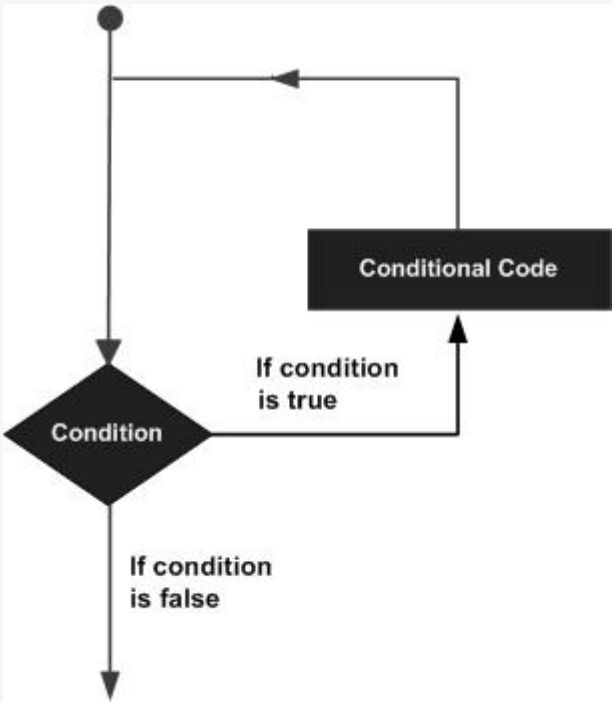 Conditional Code
If condition
is true
Condition
If condition
is false